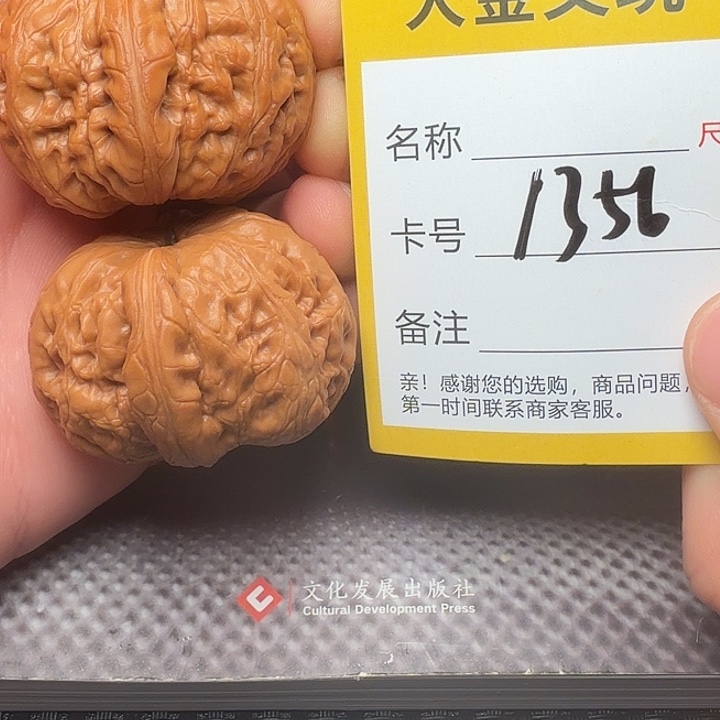 名称
尺
卡号 1356
备注
亲！感谢您的选购，商品问题，
第一时间联系商家客服。
文化发展出版社
Cultural Development Press